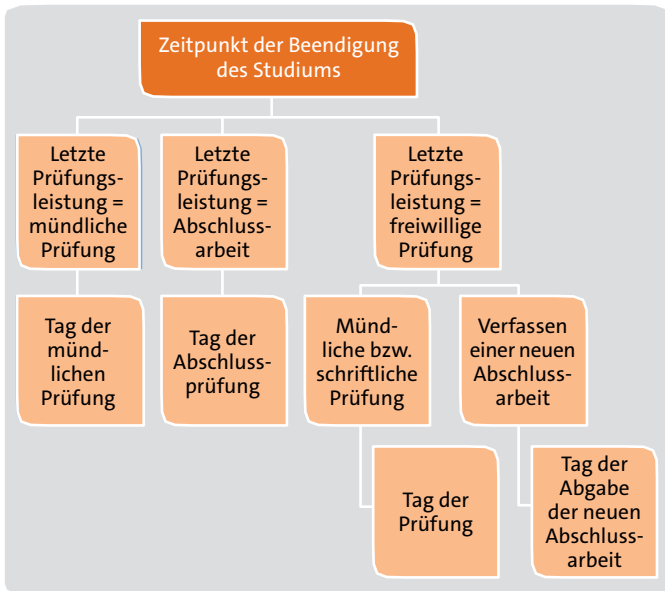 Zeitpunkt der Beendigung
des Studiums
Letzte
Prüfungs-
leistung =
mündliche
Prüfung
Letzte
Prüfungs-
leistung =
Abschluss-
arbeit
Letzte
Prüfungs-
leistung =
freiwillige
Prüfung
Tag der
münd-
lichen
Prüfung
Tag der
Abschluss-
prüfung
Münd-
liche bzw.
schriftliche
Prüfung
Verfassen
einer neuen
Abschluss-
arbeit
Tag der
Prüfung
Tag der
Abgabe
der neuen
Abschluss-
arbeit